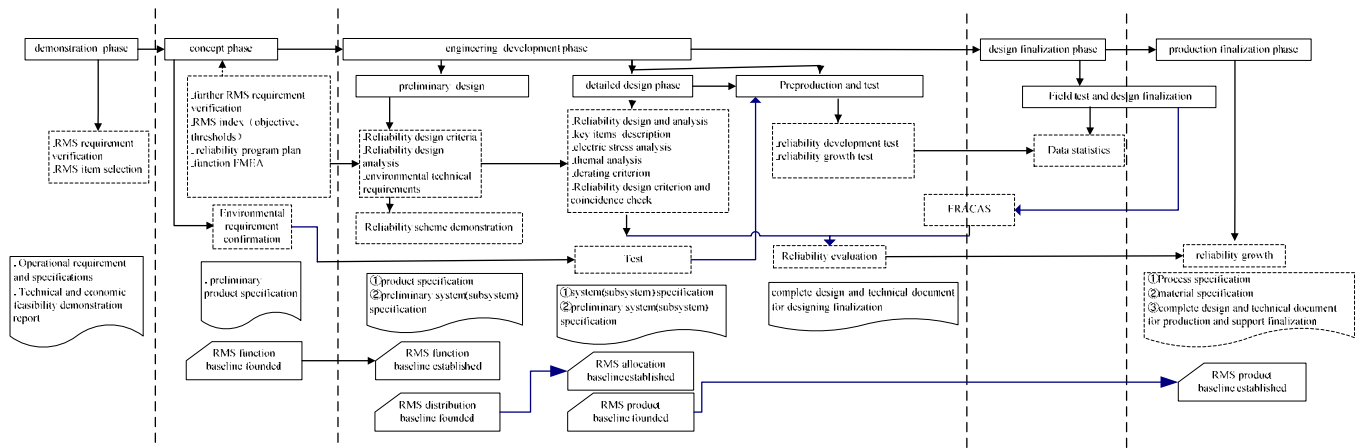 demonstration phase
concept phase
engineering development phase
design finalization phase
production finalization phase
preliminary design
detailed design phase
Preproduction and test
Field test and design finalization
.further RMS requirement
verification
.RMS index（objective、
thresholds）
.reliability program plan
.function FMEA
.RMS requirement
verification
.RMS item selection
.Reliability design criteria
.Reliability design
analysis
.environmental technical
requirements
.Reliability design and analysis
.key items description
.electric stress analysis
.themal analysis
.derating criterion
.Reliability design criterion and
coincidence check
.reliability development test
.reliability growth test
Data statistics
FRACAS
Environmental
requirement
confirmation
Reliability scheme demonstration
Test
Reliability evaluation
reliability growth
. Operational requirement
and specifications
. Technical and economic
feasibility demonstration
report
. preliminary
product specification
①product specification
②preliminary system(subsystem)
specification
①system(subsystem) specification
②preliminary system(subsystem)
specification
complete design and technical document
for designing finalization
①Process specification
②material specification
③complete design and technical document
for production and support finalization
RMS function
baseline founded
RMS function
baseline established
RMS allocation
baseline established
RMS product
baseline established
RMS distribution
baseline founded
RMS product
baseline founded